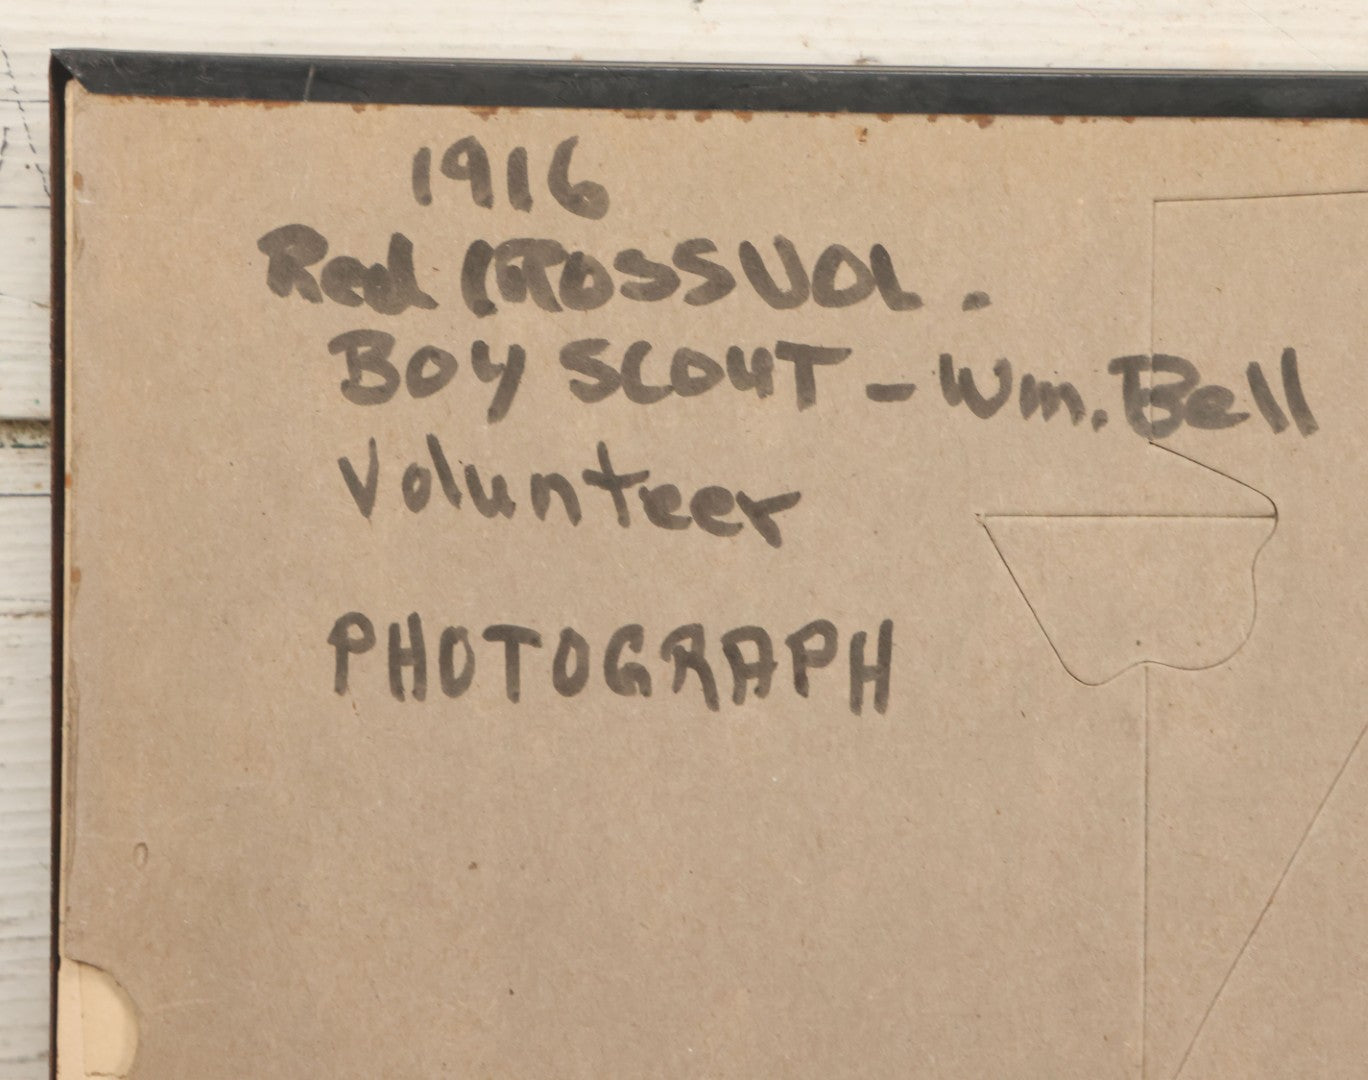 1916
Red CROSS VOL.
BOY SCOUT - Wm. Bell
Volunteer
PHOTOGRAPH